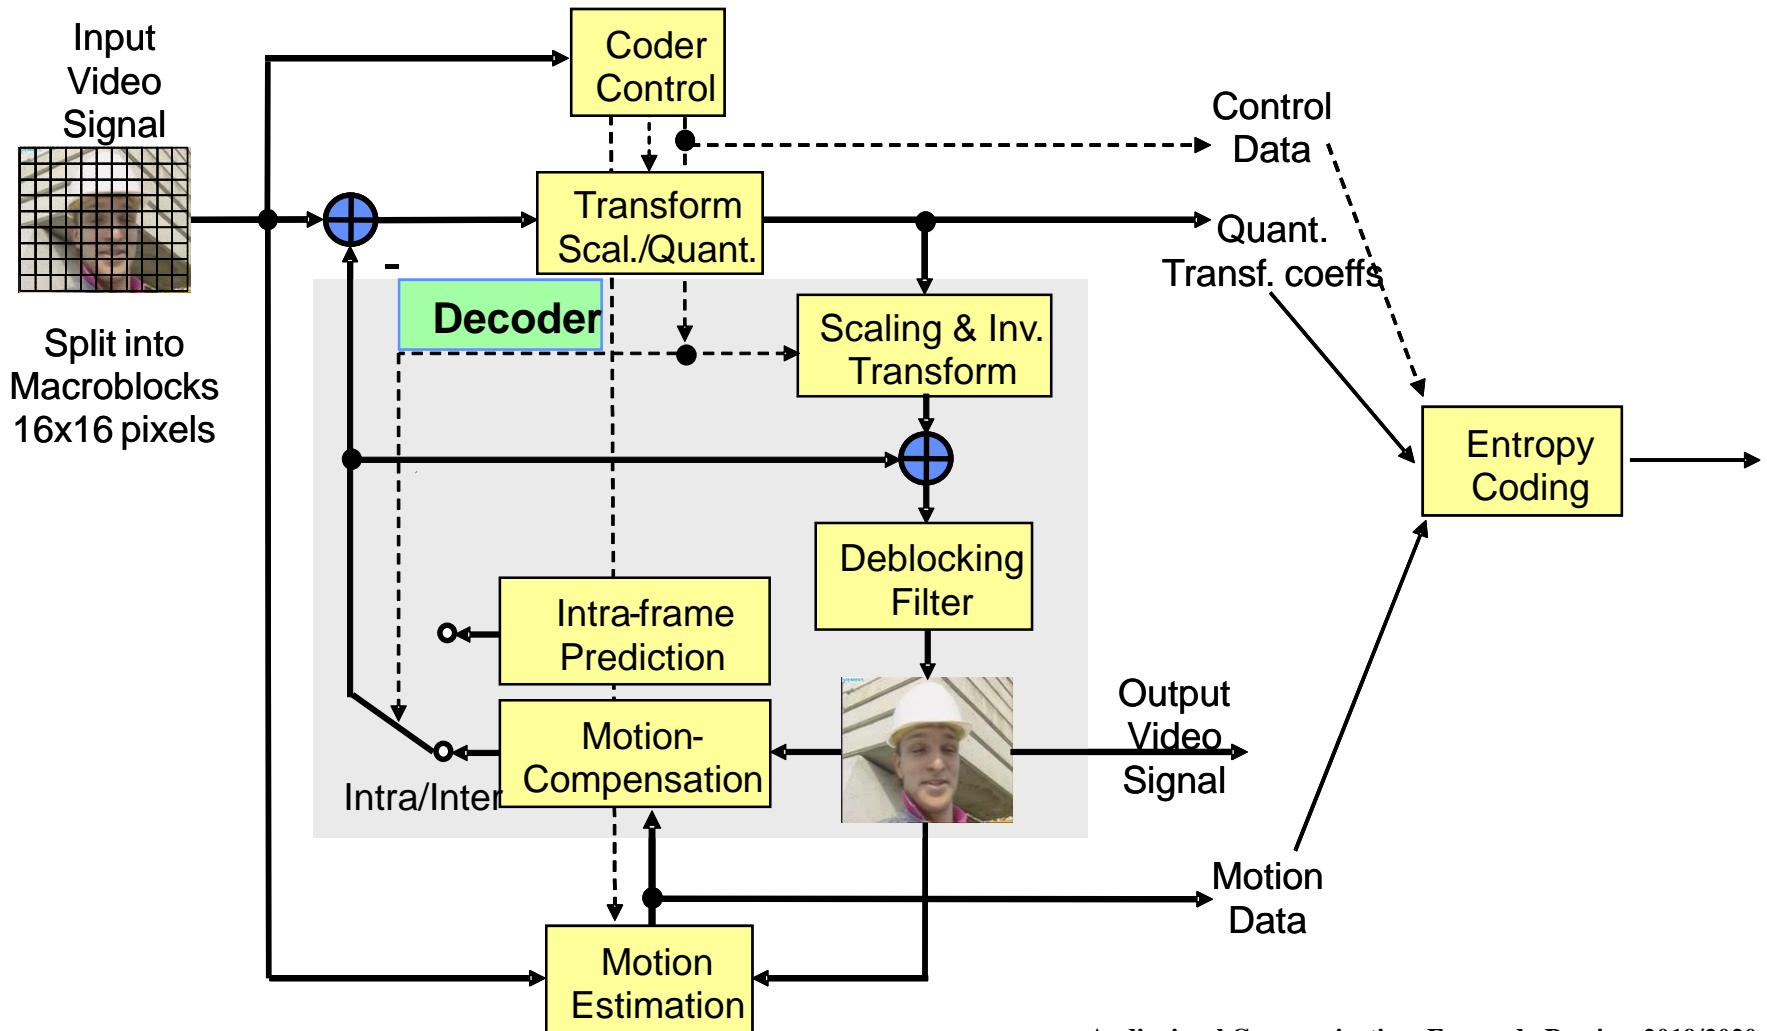 Input
Video
Signal
Coder
Control
Control
Data
Transform
Scal./Quant.
-
Quant.
Transf. coeffs
Decoder
Scaling & Inv.
Transform
Split into
Macroblocks
16x16 pixels
Entropy
Coding
Deblocking
Filter
Intra-frame
Prediction
Motion-
Compensation
Intra/Inter
Output
Video
Signal
Motion
Data
Motion
Estimation